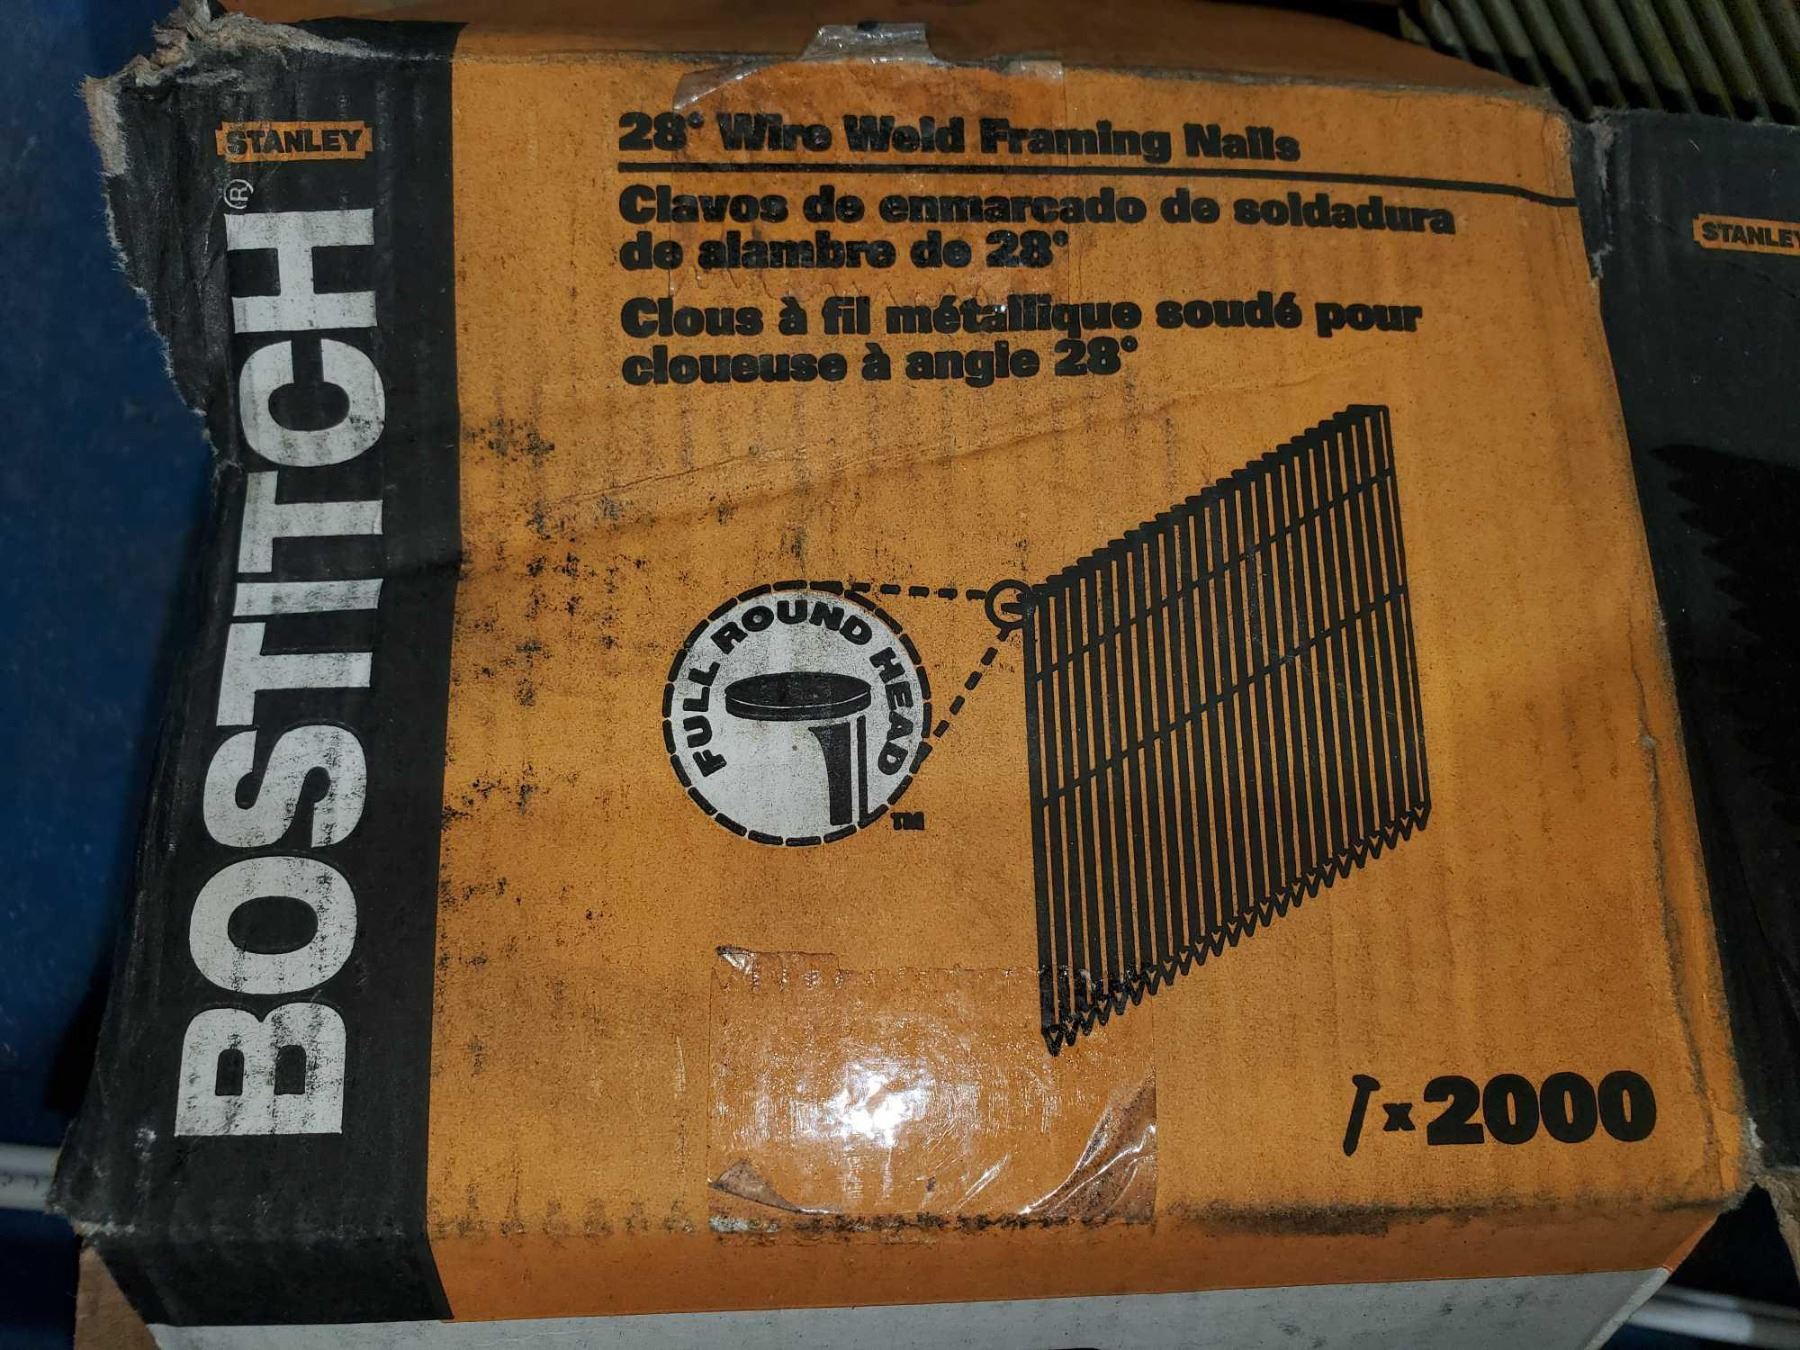 STANLEY
BOSTITCH®
28° Wire Weld Framing Nails
Clavos de enmarcado de soldadura
de alambre de 28°
Clous à fil métallique soudé pour
cloueuse à angle 28°
FULL ROUND HEAD
TM
x 2000
STANLEY